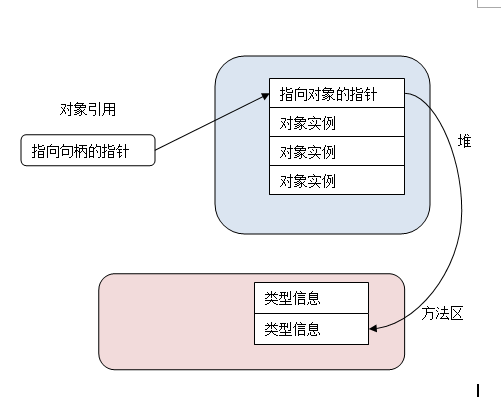 对象引用
指向句柄的指针
指向对象的指针
对象实例
对象实例
对象实例
堆
类型信息
类型信息
方法区